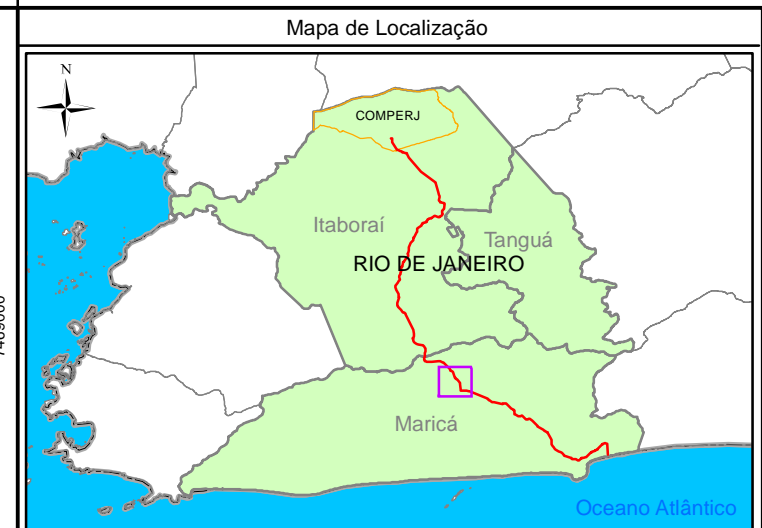 Mapa de Localização
N
COMPERJ
Itaboraí
Tanguá
RIO DE JANEIRO
Maricá
Oceano Atlântico